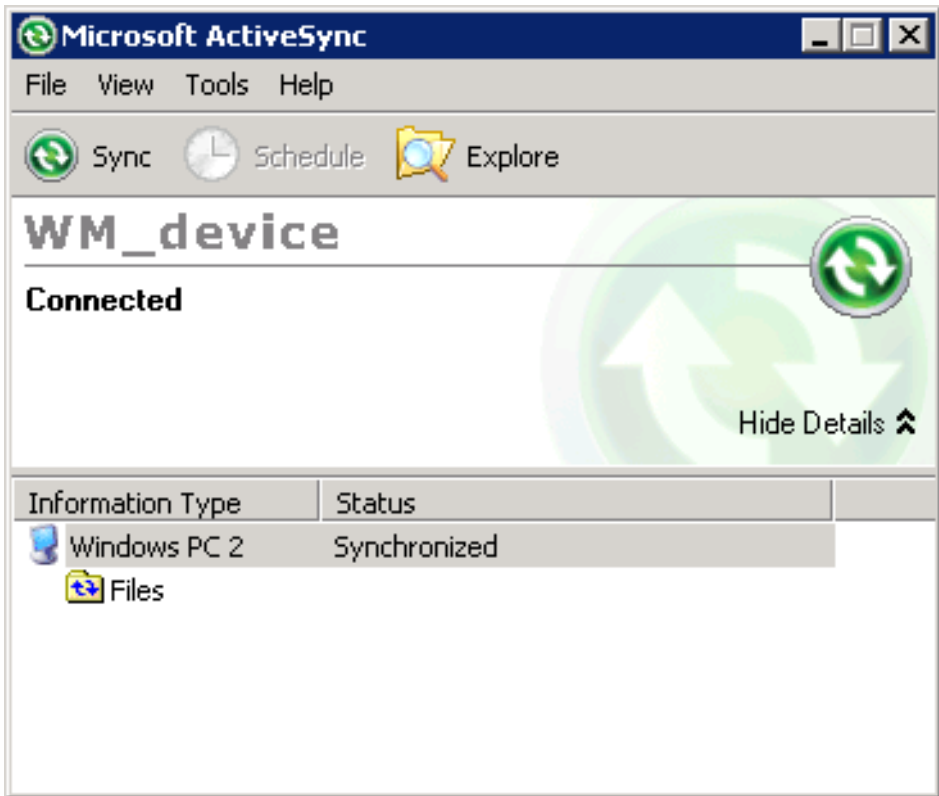 Microsoft ActiveSync
File View Tools Help
Sync Schedule Explore
WM_device
Connected
Hide Details
Information Type Status
Windows PC 2 Synchronized
Files